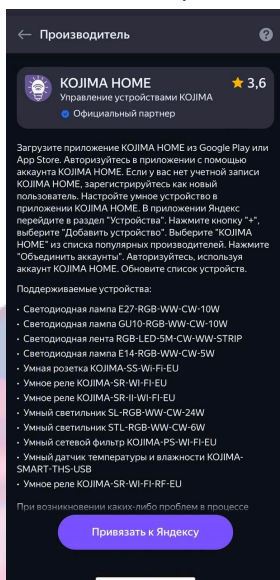 ← Производитель
KOJIMA HOME ★ 3,6
Управление устройствами KOJIMA
Официальный партнер
Загрузите приложение KOJIMA HOME из Google Play или
App Store. Авторизуйтесь в приложении с помощью
аккаунта KOJIMA HOME. Если у вас нет учетной записи
KOJIMA HOME, зарегистрируйтесь как новый
пользователь. Настройте умное устройство в
приложении KOJIMA HOME. В приложении Яндекс
перейдите в раздел "Устройства". Нажмите кнопку "+",
выберите "Добавить устройство". Выберите "KOJIMA
HOME" из списка популярных производителей. Нажмите
"Объединить аккаунты". Авторизуйтесь, используя
аккаунт KOJIMA HOME. Обновите список устройств.
Поддерживаемые устройства:
• Светодиодная лампа E27-RGB-WW-CW-10W
• Светодиодная лампа GU10-RGB-WW-CW-10W
• Светодиодная лента RGB-LED-5M-CW-WW-STRIP
• Светодиодная лампа E14-RGB-WW-CW-5W
• Умная розетка KOJIMA-SS-Wi-Fi-EU
• Умное реле KOJIMA-SR-WI-FI-EU
• Умное реле KOJIMA-SR-II-WI-FI-EU
• Умный светильник SL-RGB-WW-CW-24W
• Умный светильник STL-RGB-WW-CW-6W
• Умный сетевой фильтр KOJIMA-PS-WI-FI-EU
• Умный датчик температуры и влажности KOJIMA-
SMART-THS-USB
• Умное реле KOJIMA-SR-WI-FI-RF-EU
При возникновении каких-либо проблем в процессе
Привязать к Яндексу